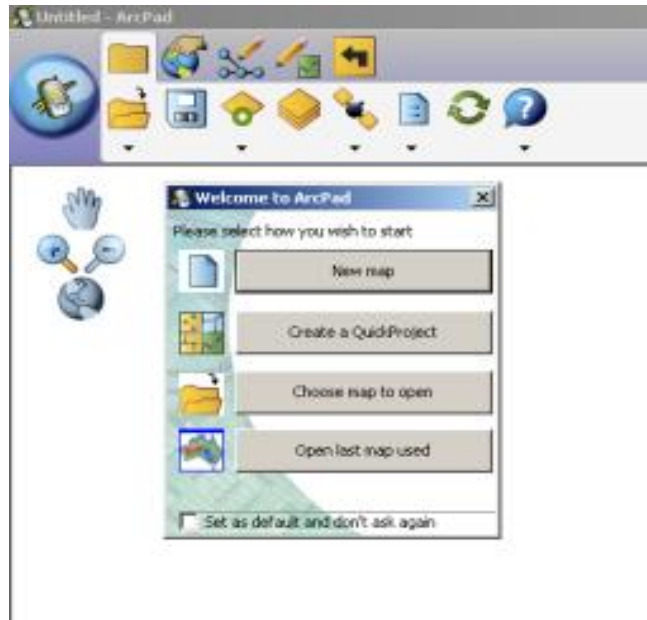 Untitled - ArcPad
Welcome to ArcPad
Please select how you wish to start
New map
Create a QuickProject
Choose map to open
Open last map used
Set as default and don't ask again